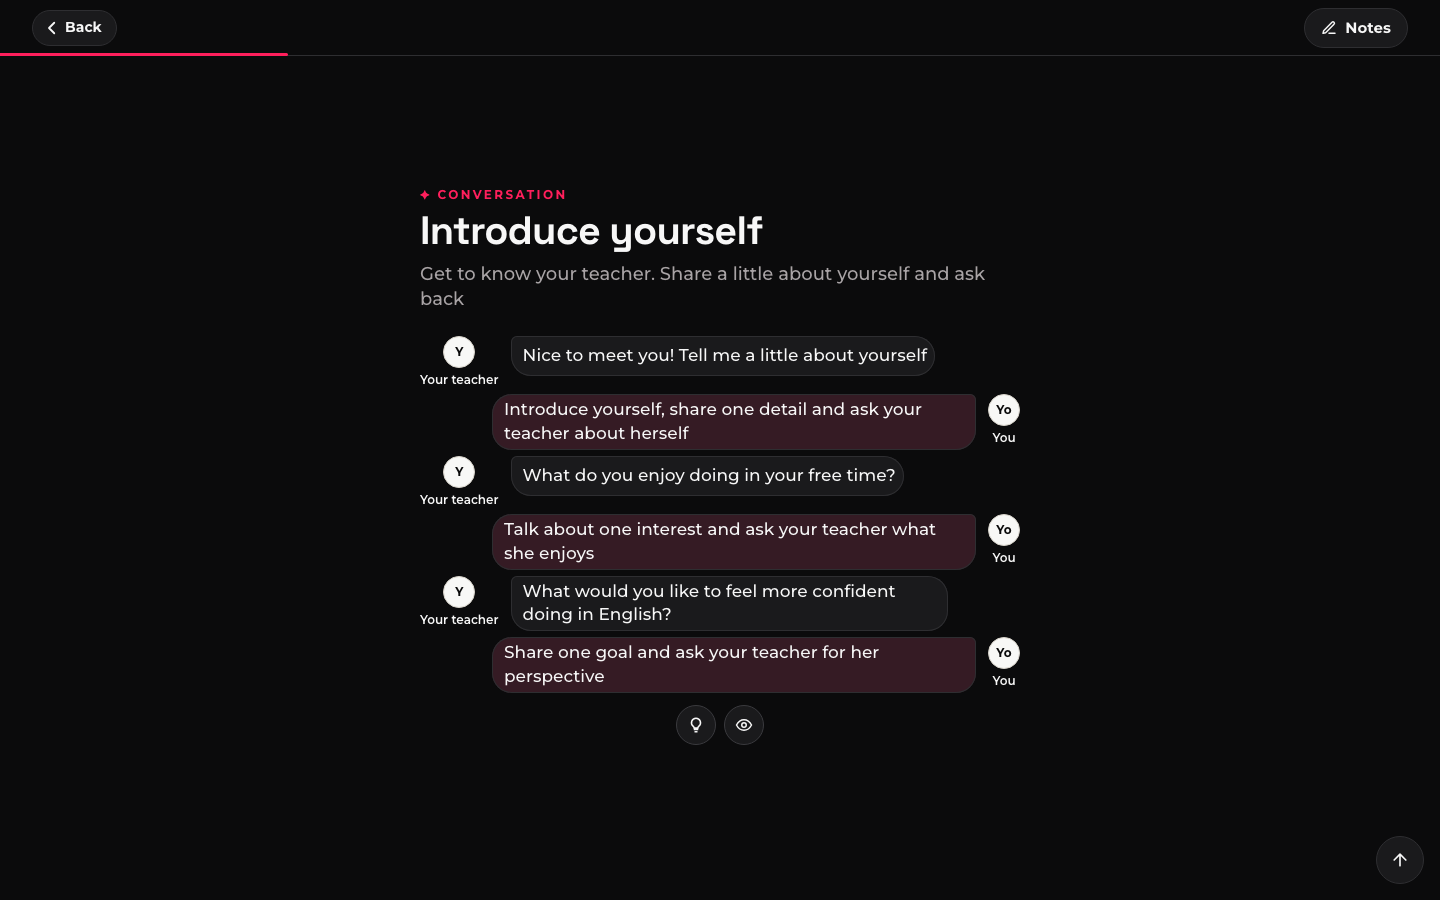 Back
Notes
CONVERSATION
Introduce yourself
Get to know your teacher. Share a little about yourself and ask
back
Y
Nice to meet you! Tell me a little about yourself
Your teacher
Introduce yourself, share one detail and ask your
teacher about herself
Yo
You
Y
What do you enjoy doing in your free time?
Your teacher
Talk about one interest and ask your teacher what
she enjoys
Yo
You
Y
What would you like to feel more confident
doing in English?
Your teacher
Share one goal and ask your teacher for her
perspective
Yo
You